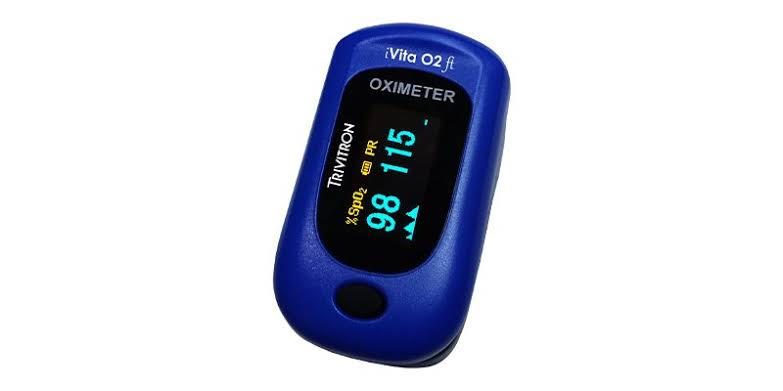 iVita O2 ft
OXIMETER
TRIVITRON
%SpO₂
98
PR
115